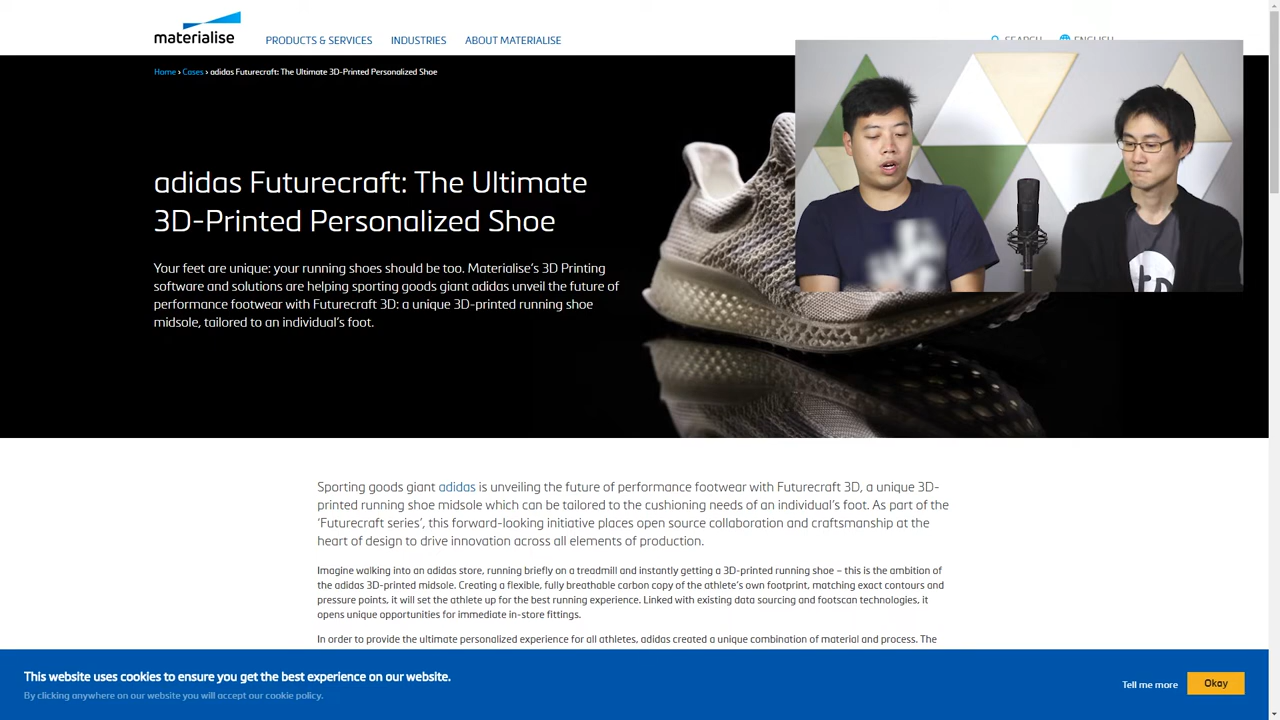 materialise
PRODUCTS & SERVICES
INDUSTRIES
ABOUT MATERIALISE
SEARCH
ENGLISH
Home › Cases › adidas Futurecraft: The Ultimate 3D-Printed Personalized Shoe
adidas Futurecraft: The Ultimate
3D-Printed Personalized Shoe
Your feet are unique: your running shoes should be too. Materialise's 3D Printing
software and solutions are helping sporting goods giant adidas unveil the future of
performance footwear with Futurecraft 3D: a unique 3D-printed running shoe
midsole, tailored to an individual's foot.
Sporting goods giant adidas is unveiling the future of performance footwear with Futurecraft 3D, a unique 3D-
printed running shoe midsole which can be tailored to the cushioning needs of an individual's foot. As part of the
'Futurecraft series', this forward-looking initiative places open source collaboration and craftsmanship at the
heart of design to drive innovation across all elements of production.
Imagine walking into an adidas store, running briefly on a treadmill and instantly getting a 3D-printed running shoe – this is the ambition of
the adidas 3D-printed midsole. Creating a flexible, fully breathable carbon copy of the athlete's own footprint, matching exact contours and
pressure points, it will set the athlete up for the best running experience. Linked with existing data sourcing and footscan technologies, it
opens unique opportunities for immediate in-store fittings.
In order to provide the ultimate personalized experience for all athletes, adidas created a unique combination of material and process. The
This website uses cookies to ensure you get the best experience on our website.
By clicking anywhere on our website you will accept our cookie policy.
Tell me more
Okay